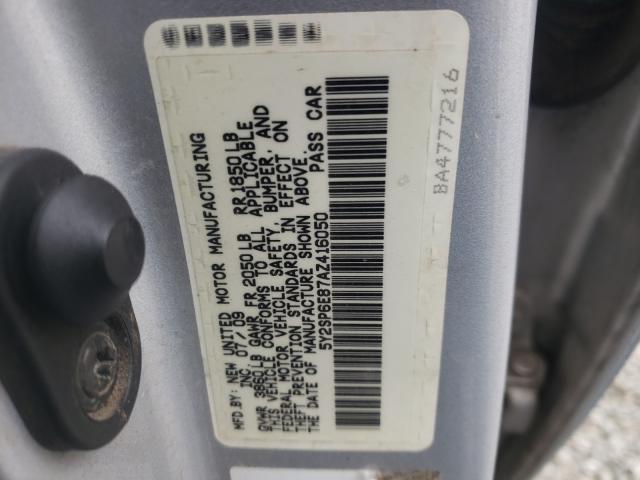 MFD.BY: NEW UNITED MOTOR MANUFACTURING
INC. 07/09
GVWR 3860LB GAWR FR 2050LB RR 1850LB
THIS VEHICLE CONFORMS TO ALL APPLICABLE
FEDERAL MOTOR VEHICLE SAFETY, BUMPER, AND
THEFT PREVENTION STANDARDS IN EFFECT ON
THE DATE OF MANUFACTURE SHOWN ABOVE.
5Y2SP6E87AZ416050 PASS CAR
BA4777216